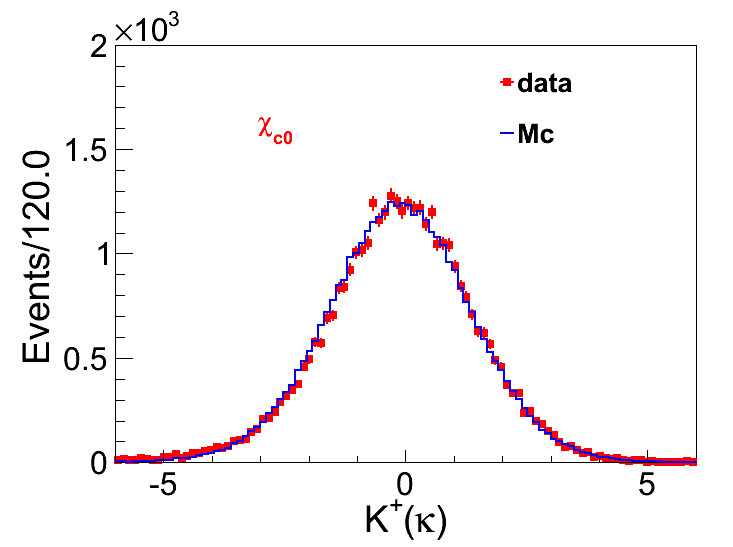 ×10³
2
1.5
1
0.5
0
Events/120.0
χc0
data
Mc
-5 0 5
K⁺(κ)